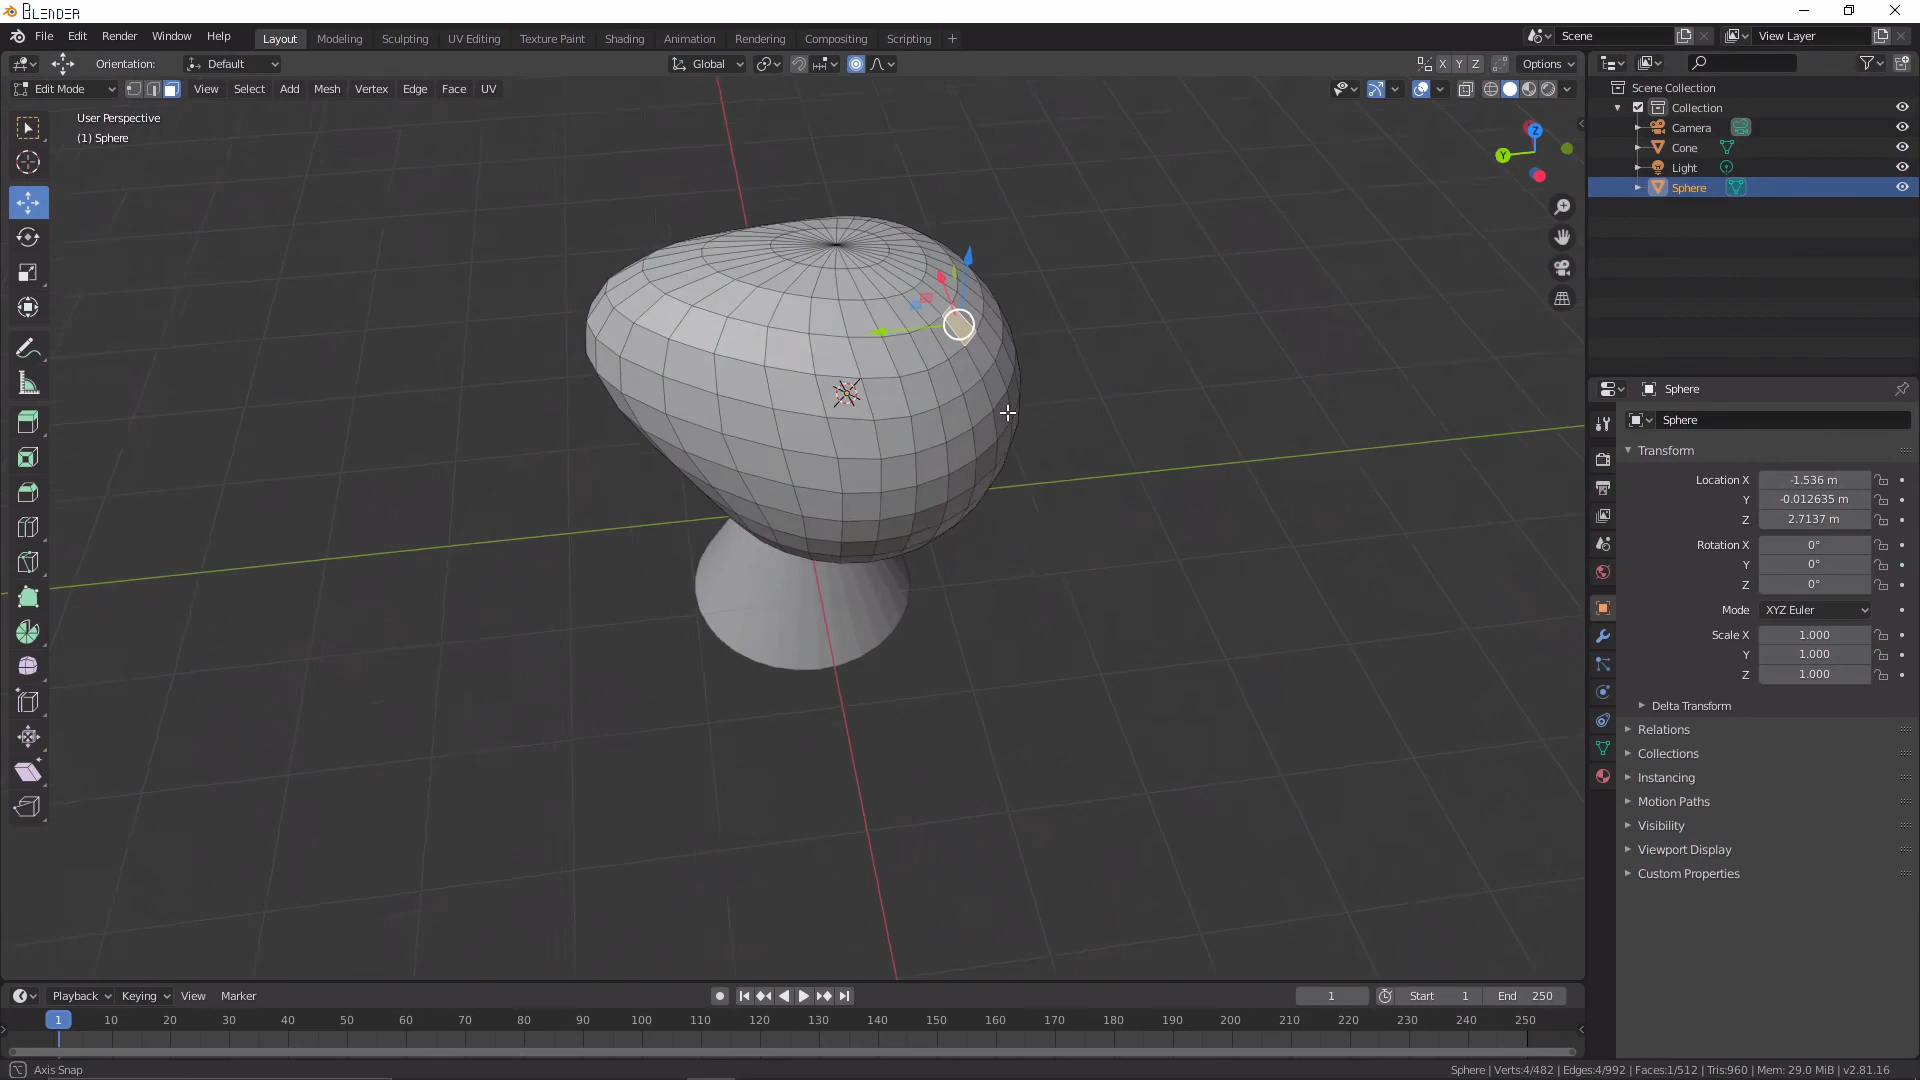 BLENDER
File Edit Render Window Help Layout Modeling Sculpting UV Editing Texture Paint Shading Animation Rendering Compositing Scripting + Scene View Layer
Orientation: Default Global X Y Z Options
Edit Mode View Select Add Mesh Vertex Edge Face UV
User Perspective
(1) Sphere
Z
Y
Scene Collection
Collection
Camera
Cone
Light
Sphere
Sphere
Sphere
Transform
Location X -1.536 m
Y -0.012635 m
Z 2.7137 m
Rotation X 0°
Y 0°
Z 0°
Mode XYZ Euler
Scale X 1.000
Y 1.000
Z 1.000
Delta Transform
Relations
Collections
Instancing
Motion Paths
Visibility
Viewport Display
Custom Properties
Playback Keying View Marker 1 Start 1 End 250
1 10 20 30 40 50 60 70 80 90 100 110 120 130 140 150 160 170 180 190 200 210 220 230 240 250
Axis Snap
Sphere | Verts:4/482 | Edges:4/992 | Faces:1/512 | Tris:960 | Mem: 29.0 MiB | v2.81.16